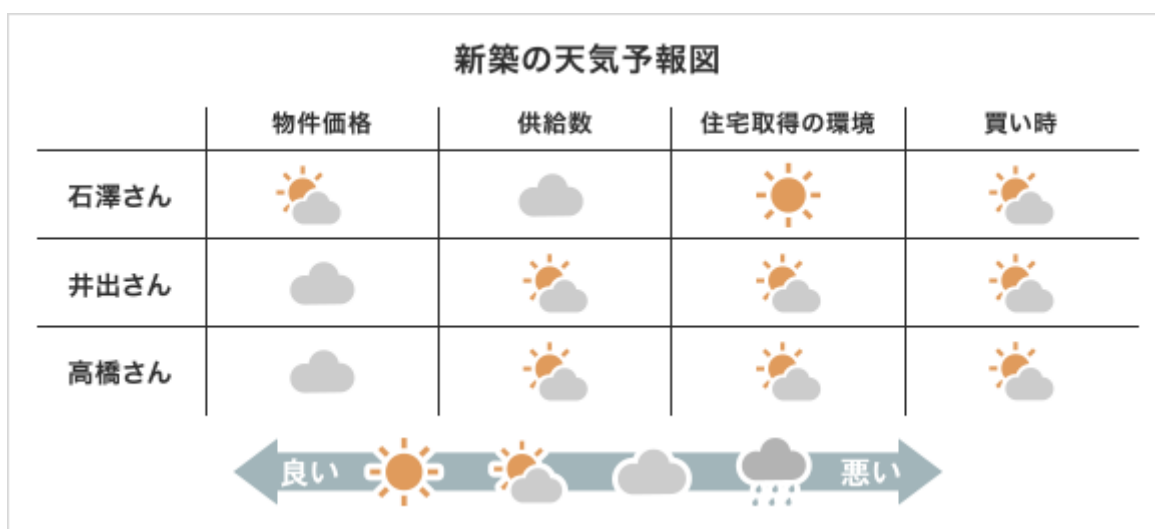 新築の天気予報図
物件価格 供給数 住宅取得の環境 買い時
石澤さん
井出さん
高橋さん
良い 悪い